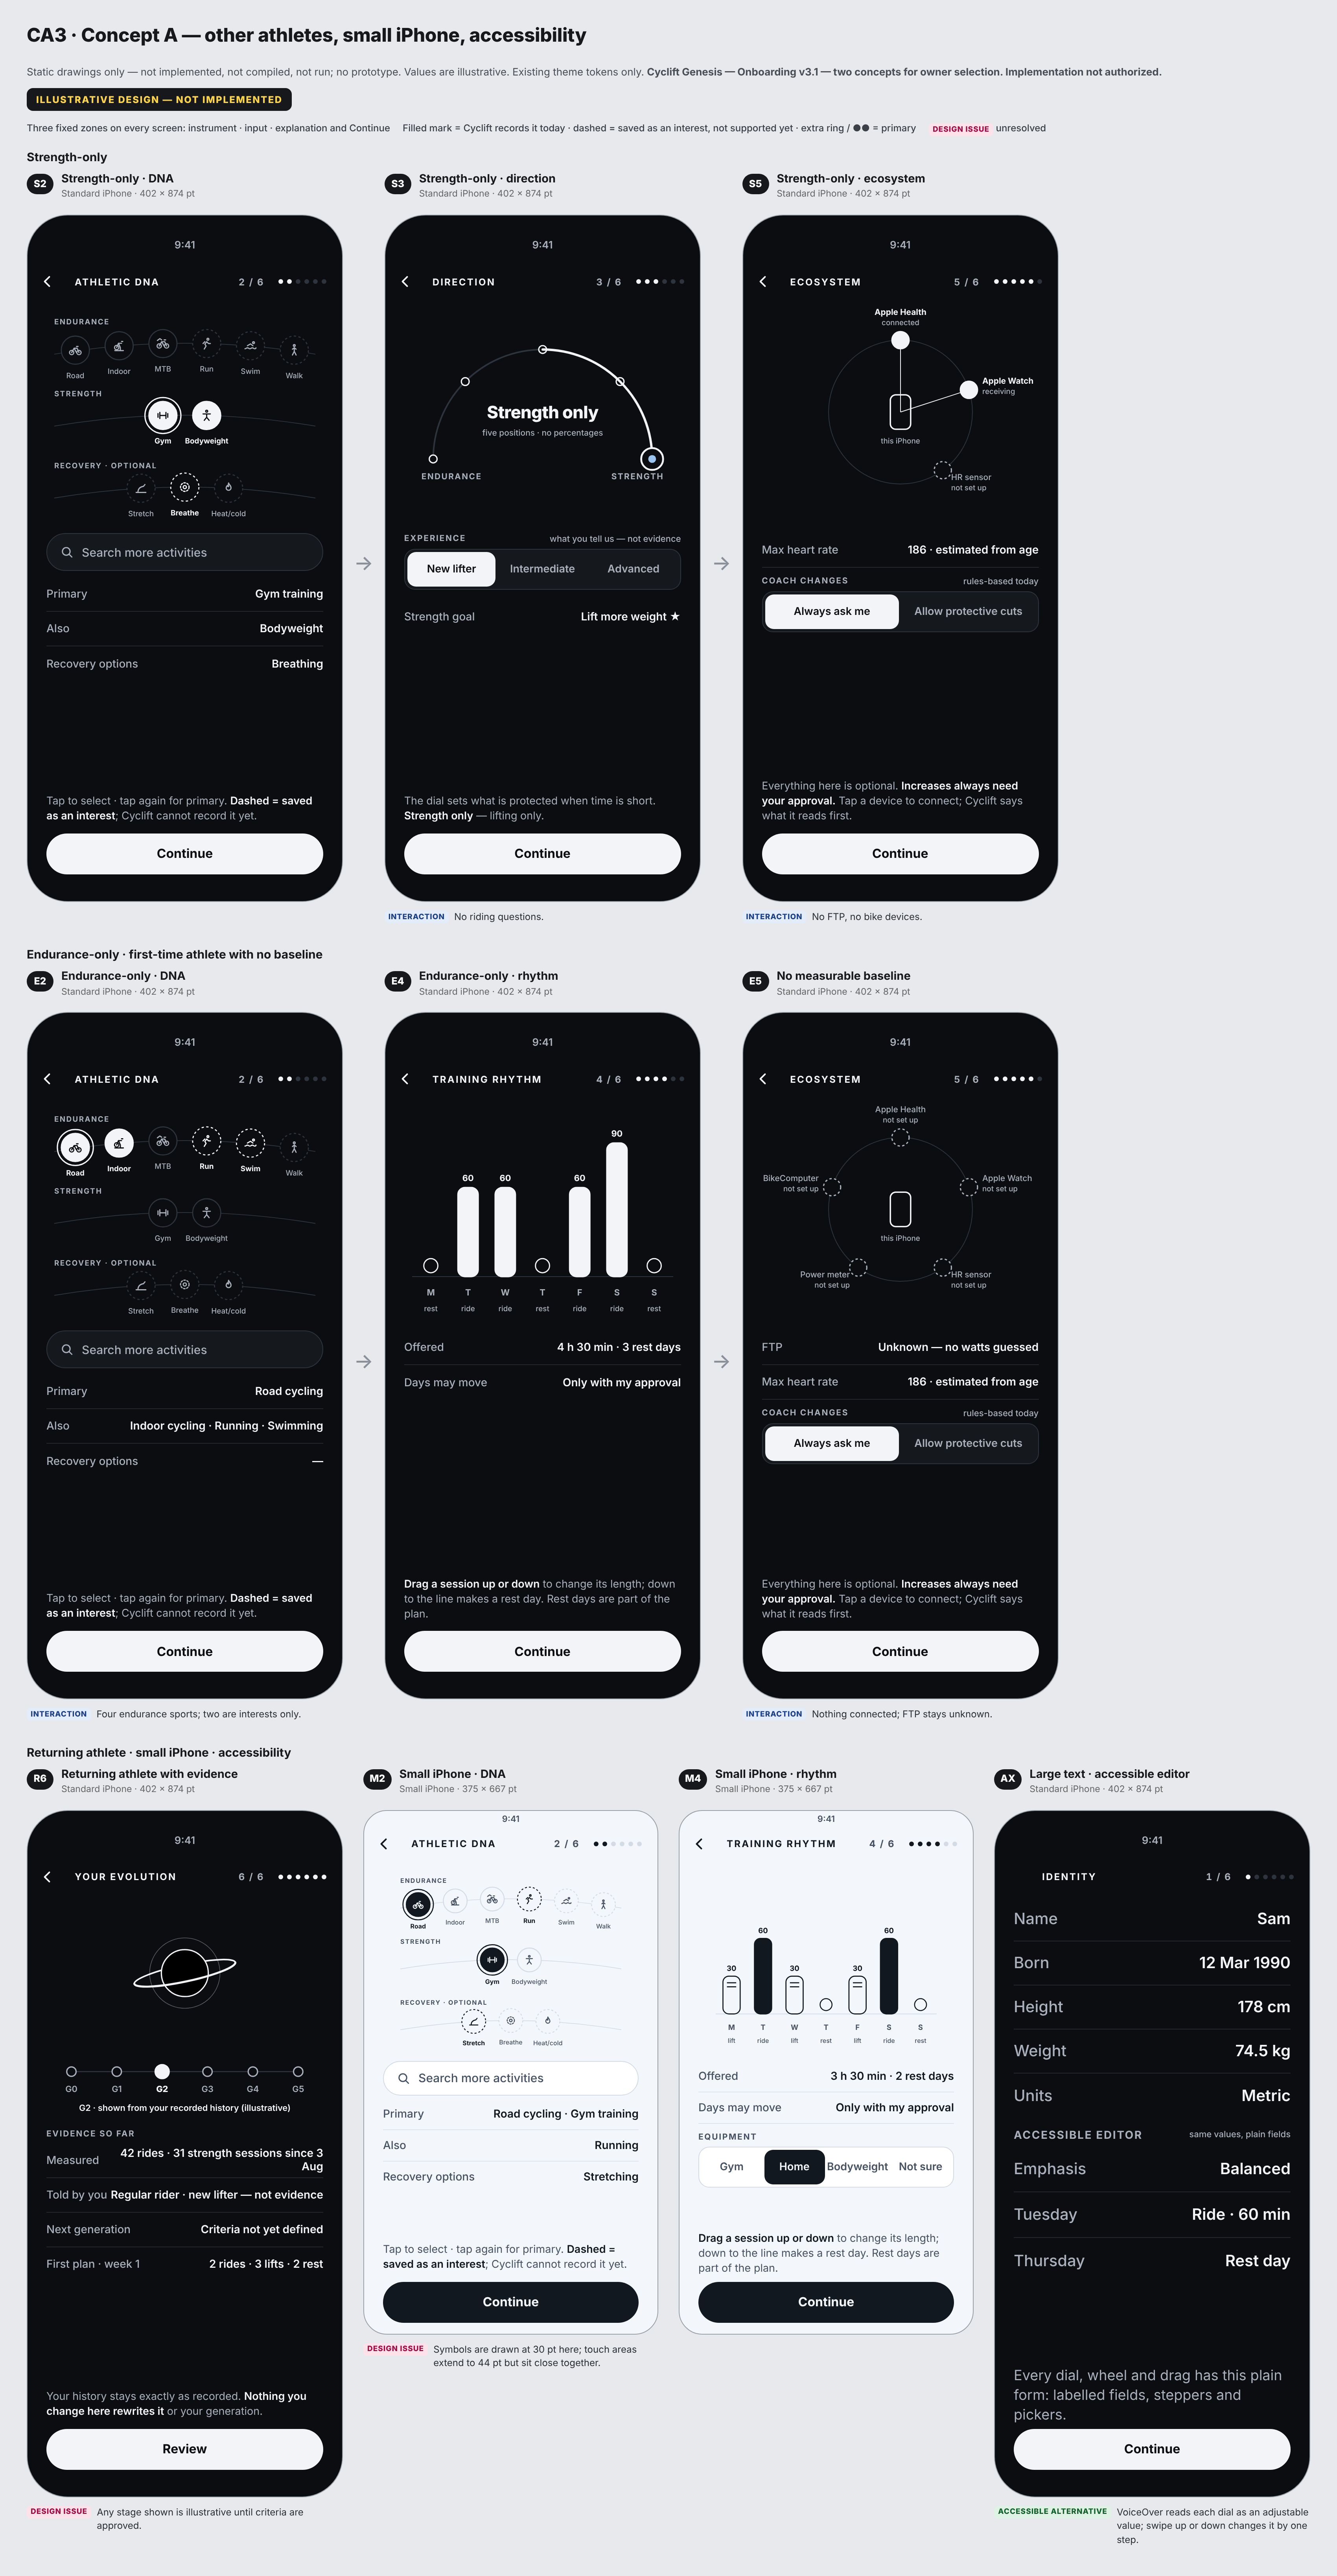 CA3 · Concept A — other athletes, small iPhone, accessibility
Static drawings only — not implemented, not compiled, not run; no prototype. Values are illustrative. Existing theme tokens only. Cyclift Genesis — Onboarding v3.1 — two concepts for owner selection. Implementation not authorized.
ILLUSTRATIVE DESIGN — NOT IMPLEMENTED
Three fixed zones on every screen: instrument · input · explanation and Continue Filled mark = Cyclift records it today · dashed = saved as an interest, not supported yet · extra ring / ●● = primary DESIGN ISSUE unresolved
Strength-only
S2 Strength-only · DNA
Standard iPhone · 402 × 874 pt
9:41
ATHLETIC DNA 2 / 6
ENDURANCE
Road Indoor MTB Run Swim Walk
STRENGTH
Gym Bodyweight
RECOVERY · OPTIONAL
Stretch Breathe Heat/cold
Search more activities
Primary Gym training
Also Bodyweight
Recovery options Breathing
Tap to select · tap again for primary. Dashed = saved
as an interest; Cyclift cannot record it yet.
Continue
S3 Strength-only · direction
Standard iPhone · 402 × 874 pt
9:41
DIRECTION 3 / 6
Strength only
five positions · no percentages
ENDURANCE STRENGTH
EXPERIENCE what you tell us — not evidence
New lifter Intermediate Advanced
Strength goal Lift more weight ★
The dial sets what is protected when time is short.
Strength only — lifting only.
Continue
INTERACTION No riding questions.
S5 Strength-only · ecosystem
Standard iPhone · 402 × 874 pt
9:41
ECOSYSTEM 5 / 6
Apple Health
connected
Apple Watch
receiving
this iPhone
HR sensor
not set up
Max heart rate 186 · estimated from age
COACH CHANGES rules-based today
Always ask me Allow protective cuts
Everything here is optional. Increases always need
your approval. Tap a device to connect; Cyclift says
what it reads first.
Continue
INTERACTION No FTP, no bike devices.
Endurance-only · first-time athlete with no baseline
E2 Endurance-only · DNA
Standard iPhone · 402 × 874 pt
9:41
ATHLETIC DNA 2 / 6
ENDURANCE
Road Indoor MTB Run Swim Walk
STRENGTH
Gym Bodyweight
RECOVERY · OPTIONAL
Stretch Breathe Heat/cold
Search more activities
Primary Road cycling
Also Indoor cycling · Running · Swimming
Recovery options —
Tap to select · tap again for primary. Dashed = saved
as an interest; Cyclift cannot record it yet.
Continue
INTERACTION Four endurance sports; two are interests only.
E4 Endurance-only · rhythm
Standard iPhone · 402 × 874 pt
9:41
TRAINING RHYTHM 4 / 6
60 60 60 90
M T W T F S S
rest ride ride rest ride ride rest
Offered 4 h 30 min · 3 rest days
Days may move Only with my approval
Drag a session up or down to change its length; down
to the line makes a rest day. Rest days are part of the
plan.
Continue
E5 No measurable baseline
Standard iPhone · 402 × 874 pt
9:41
ECOSYSTEM 5 / 6
Apple Health
not set up
BikeComputer
not set up
Apple Watch
not set up
this iPhone
Power meter
not set up
HR sensor
not set up
FTP Unknown — no watts guessed
Max heart rate 186 · estimated from age
COACH CHANGES rules-based today
Always ask me Allow protective cuts
Everything here is optional. Increases always need
your approval. Tap a device to connect; Cyclift says
what it reads first.
Continue
INTERACTION Nothing connected; FTP stays unknown.
Returning athlete · small iPhone · accessibility
R6 Returning athlete with evidence
Standard iPhone · 402 × 874 pt
9:41
YOUR EVOLUTION 6 / 6
G0 G1 G2 G3 G4 G5
G2 · shown from your recorded history (illustrative)
EVIDENCE SO FAR
Measured 42 rides · 31 strength sessions since 3
Aug
Told by you Regular rider · new lifter — not evidence
Next generation Criteria not yet defined
First plan · week 1 2 rides · 3 lifts · 2 rest
Your history stays exactly as recorded. Nothing you
change here rewrites it or your generation.
Review
DESIGN ISSUE Any stage shown is illustrative until criteria are
approved.
M2 Small iPhone · DNA
Small iPhone · 375 × 667 pt
9:41
ATHLETIC DNA 2 / 6
ENDURANCE
Road Indoor MTB Run Swim Walk
STRENGTH
Gym Bodyweight
RECOVERY · OPTIONAL
Stretch Breathe Heat/cold
Search more activities
Primary Road cycling · Gym training
Also Running
Recovery options Stretching
Tap to select · tap again for primary. Dashed =
saved as an interest; Cyclift cannot record it yet.
Continue
DESIGN ISSUE Symbols are drawn at 30 pt here; touch areas
extend to 44 pt but sit close together.
M4 Small iPhone · rhythm
Small iPhone · 375 × 667 pt
9:41
TRAINING RHYTHM 4 / 6
30 60 30 30 60
M T W T F S S
lift ride lift rest lift ride rest
Offered 3 h 30 min · 2 rest days
Days may move Only with my approval
EQUIPMENT
Gym Home Bodyweight Not sure
Drag a session up or down to change its length;
down to the line makes a rest day. Rest days are
part of the plan.
Continue
AX Large text · accessible editor
Standard iPhone · 402 × 874 pt
9:41
IDENTITY 1 / 6
Name Sam
Born 12 Mar 1990
Height 178 cm
Weight 74.5 kg
Units Metric
ACCESSIBLE EDITOR same values, plain fields
Emphasis Balanced
Tuesday Ride · 60 min
Thursday Rest day
Every dial, wheel and drag has this plain
form: labelled fields, steppers and
pickers.
Continue
ACCESSIBLE ALTERNATIVE VoiceOver reads each dial as an adjustable
value; swipe up or down changes it by one
step.